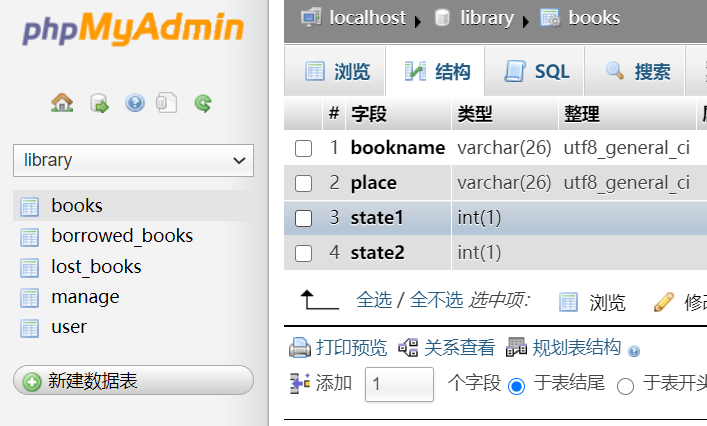 phpMyAdmin
library
books
borrowed_books
lost_books
manage
user
新建数据表
localhost library books
浏览 结构 SQL 搜索
# 字段 类型 整理
1 bookname varchar(26) utf8_general_ci
2 place varchar(26) utf8_general_ci
3 state1 int(1)
4 state2 int(1)
全选 / 全不选 选中项: 浏览
打印预览 关系查看 规划表结构
添加 1 个字段 于表结尾 于表开头